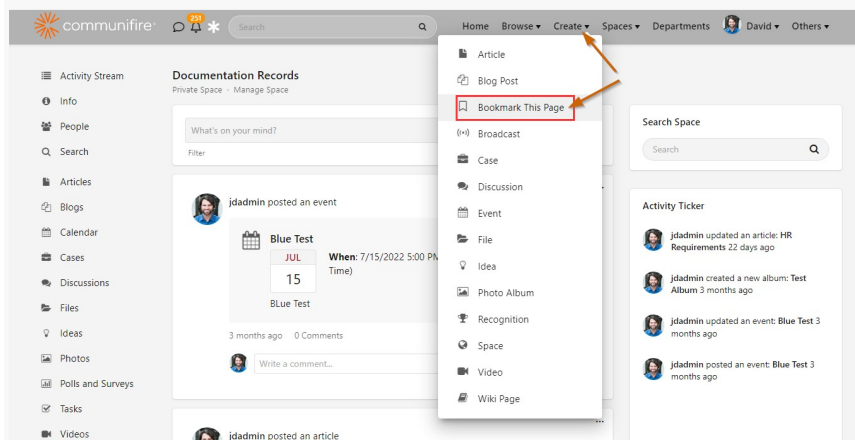 communifire
251
Search
Home
Browse
Create
Spaces
Departments
David
Others
Activity Stream
Info
People
Search
Articles
Blogs
Calendar
Cases
Discussions
Files
Ideas
Photos
Polls and Surveys
Tasks
Videos
Documentation Records
Private Space - Manage Space
What's on your mind?
Filter
jdadmin posted an event
Blue Test
JUL
15
When: 7/15/2022 5:00 PM
Time)
BLue Test
3 months ago 0 Comments
Write a comment...
jdadmin posted an article
Article
Blog Post
Bookmark This Page
Broadcast
Case
Discussion
Event
File
Idea
Photo Album
Recognition
Space
Video
Wiki Page
Search Space
Search
Activity Ticker
jdadmin updated an article: HR
Requirements 22 days ago
jdadmin created a new album: Test
Album 3 months ago
jdadmin updated an event: Blue Test 3
months ago
jdadmin posted an event: Blue Test 3
months ago